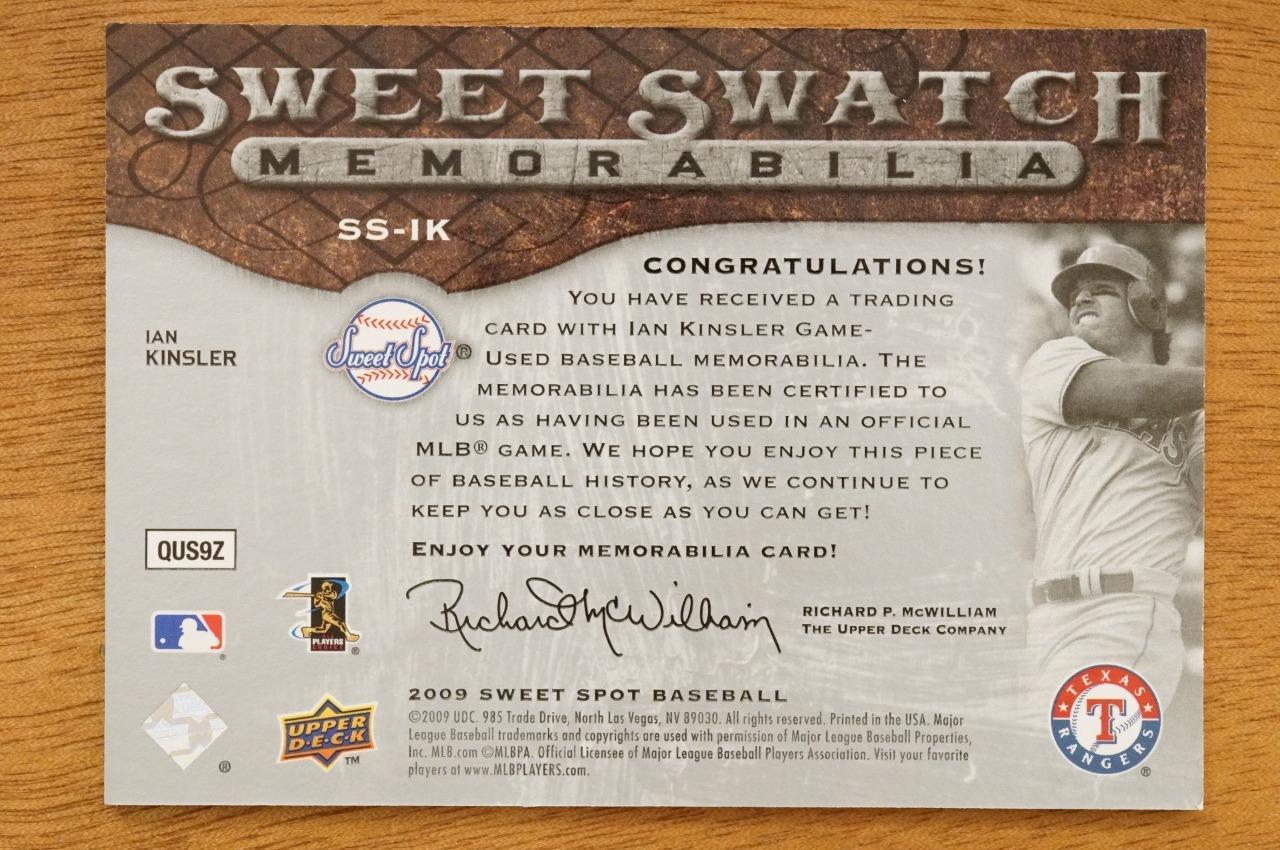 SWEET SWATCH
MEMORABILIA
SS-IK
IAN
KINSLER
Sweet Spot®
CONGRATULATIONS!
YOU HAVE RECEIVED A TRADING
CARD WITH IAN KINSLER GAME-
USED BASEBALL MEMORABILIA. THE
MEMORABILIA HAS BEEN CERTIFIED TO
US AS HAVING BEEN USED IN AN OFFICIAL
MLB® GAME. WE HOPE YOU ENJOY THIS PIECE
OF BASEBALL HISTORY, AS WE CONTINUE TO
KEEP YOU AS CLOSE AS YOU CAN GET!
ENJOY YOUR MEMORABILIA CARD!
QUS9Z
Richard McWilliam
RICHARD P. McWILLIAM
THE UPPER DECK COMPANY
PLAYERS
CHOICE
®
®
®
UPPER
D·E·C·K
™
2009 SWEET SPOT BASEBALL
©2009 UDC. 985 Trade Drive, North Las Vegas, NV 89030. All rights reserved. Printed in the USA. Major
League Baseball trademarks and copyrights are used with permission of Major League Baseball Properties,
Inc. MLB.com ©MLBPA. Official Licensee of Major League Baseball Players Association. Visit your favorite
players at www.MLBPLAYERS.com.
TEXAS
T
RANGERS
®